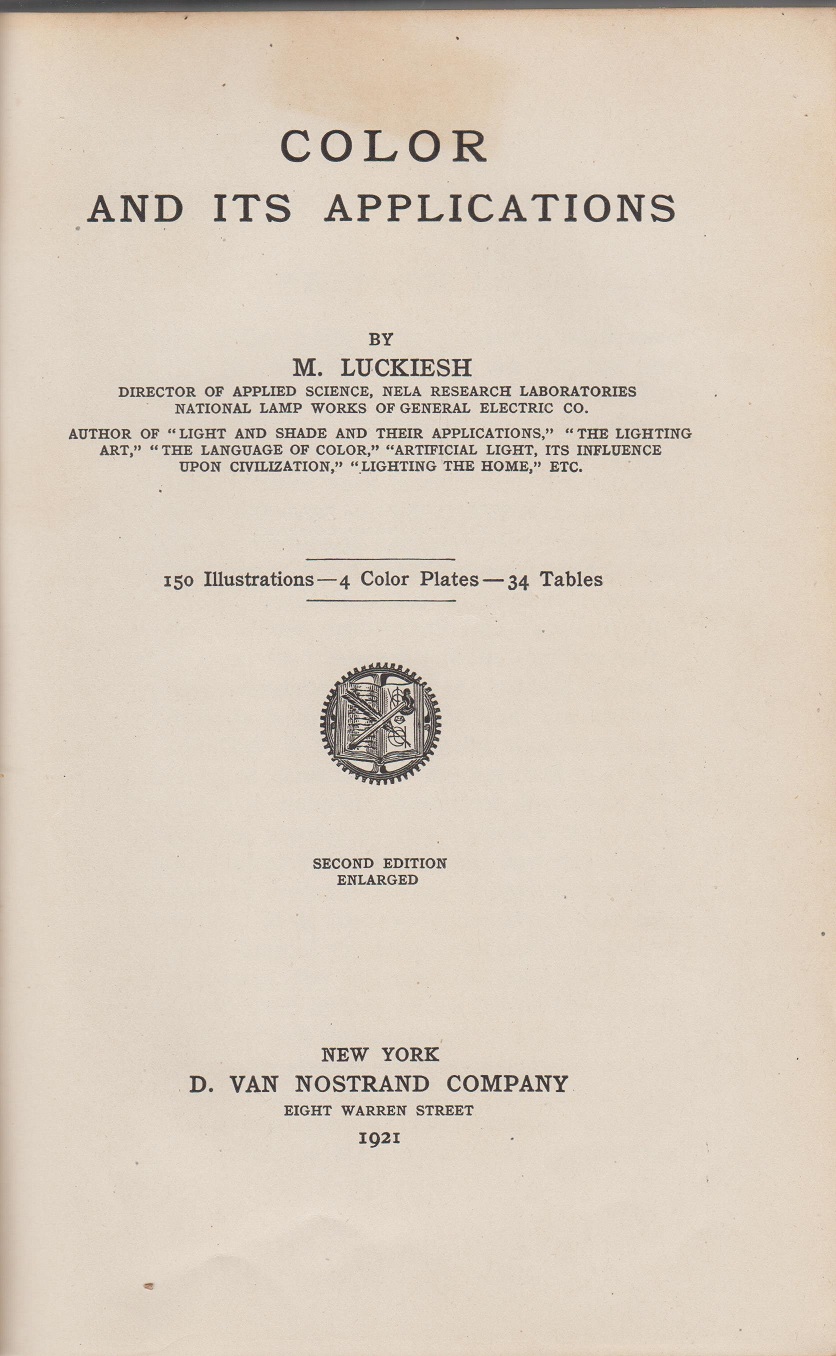 COLOR
AND ITS APPLICATIONS
BY
M. LUCKIESH
DIRECTOR OF APPLIED SCIENCE, NELA RESEARCH LABORATORIES
NATIONAL LAMP WORKS OF GENERAL ELECTRIC CO.
AUTHOR OF “LIGHT AND SHADE AND THEIR APPLICATIONS,” “THE LIGHTING
ART,” “THE LANGUAGE OF COLOR,” “ARTIFICIAL LIGHT, ITS INFLUENCE
UPON CIVILIZATION,” “LIGHTING THE HOME,” ETC.
150 Illustrations—4 Color Plates—34 Tables
SECOND EDITION
ENLARGED
NEW YORK
D. VAN NOSTRAND COMPANY
EIGHT WARREN STREET
1921